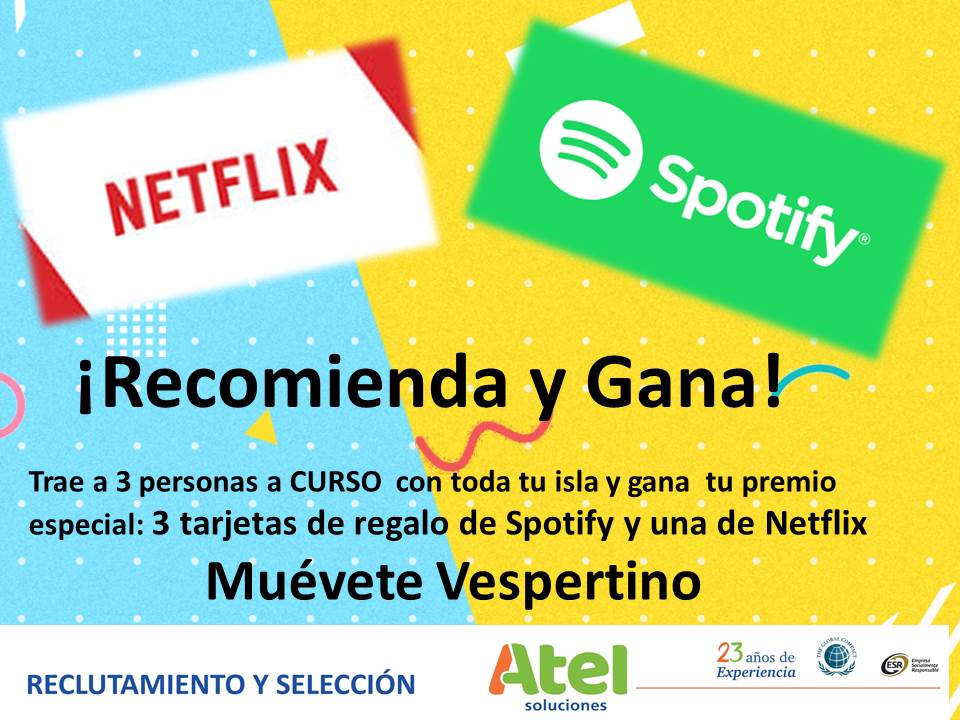 NETFLIX
Spotify®
¡Recomienda y Gana!
Trae a 3 personas a CURSO con toda tu isla y gana tu premio
especial: 3 tarjetas de regalo de Spotify y una de Netflix
Muévete Vespertino
RECLUTAMIENTO Y SELECCIÓN
Atel
soluciones
23 años de
Experiencia
THE GLOBAL COMPACT
ESR
Empresa
Socialmente
Responsable